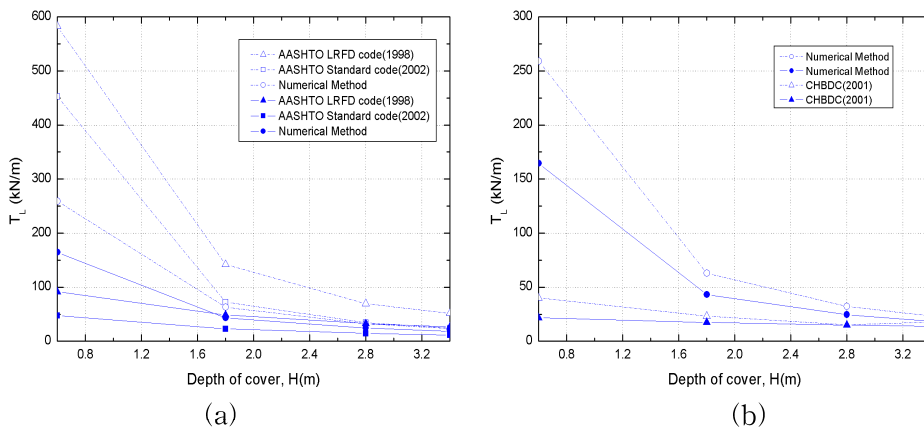 600
500
400
300
200
100
0
T_L (kN/m)
AASHTO LRFD code(1998)
AASHTO Standard code(2002)
Numerical Method
AASHTO LRFD code(1998)
AASHTO Standard code(2002)
Numerical Method
0.8 1.2 1.6 2.0 2.4 2.8 3.2
Depth of cover, H(m)
(a)
300
250
200
150
100
50
0
T_L (kN/m)
Numerical Method
Numerical Method
CHBDC(2001)
CHBDC(2001)
0.8 1.2 1.6 2.0 2.4 2.8 3.2
Depth of cover, H(m)
(b)